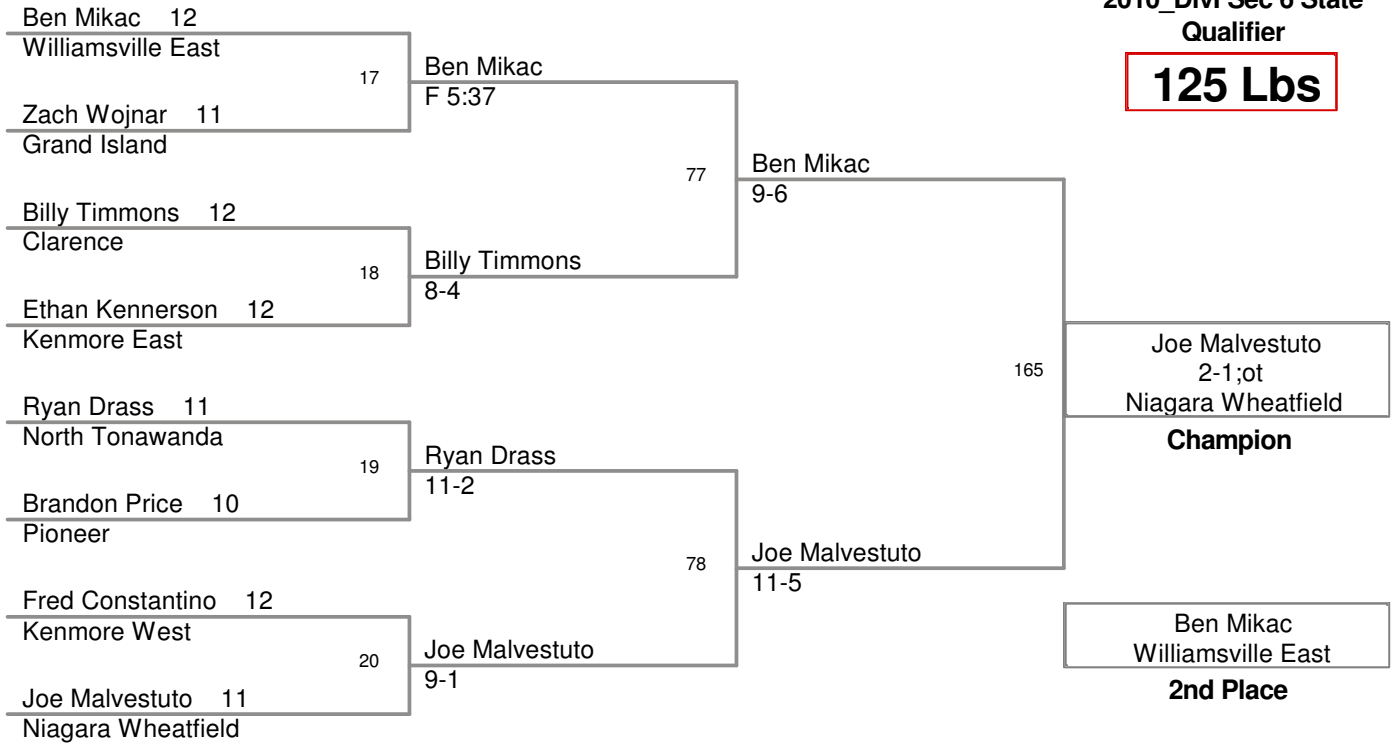 2010_DivI Sec 6 State
Qualifier
125 Lbs
Ben Mikac 12
Williamsville East
17
Zach Wojnar 11
Grand Island
Ben Mikac
F 5:37
77
Billy Timmons 12
Clarence
18
Ethan Kennerson 12
Kenmore East
Billy Timmons
8-4
Ben Mikac
9-6
165
Ryan Drass 11
North Tonawanda
19
Brandon Price 10
Pioneer
Ryan Drass
11-2
78
Fred Constantino 12
Kenmore West
20
Joe Malvestuto 11
Niagara Wheatfield
Joe Malvestuto
9-1
Joe Malvestuto
11-5
Joe Malvestuto
2-1;ot
Niagara Wheatfield
Champion
Ben Mikac
Williamsville East
2nd Place